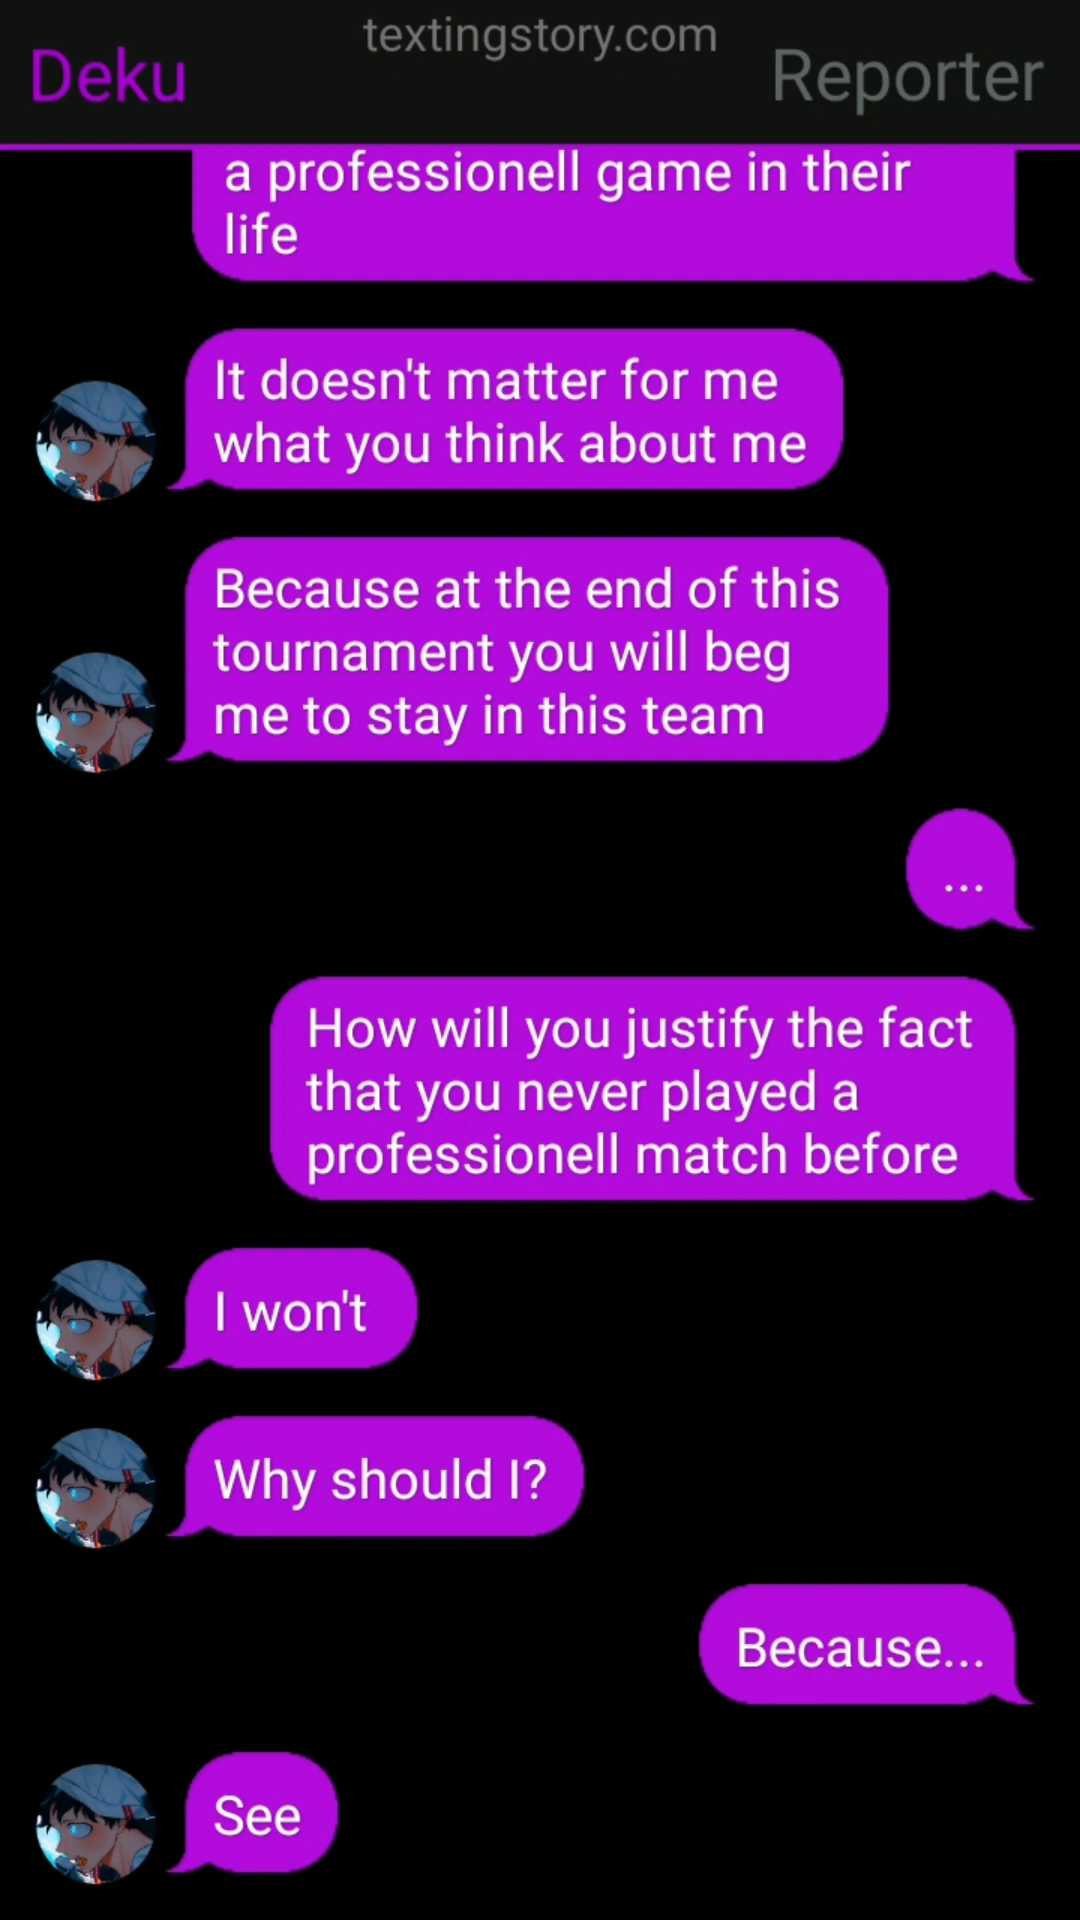 textingstory.com
Deku
Reporter
a professionell game in their
life
It doesn't matter for me
what you think about me
Because at the end of this
tournament you will beg
me to stay in this team
...
How will you justify the fact
that you never played a
professionell match before
I won't
Why should I?
Because...
See